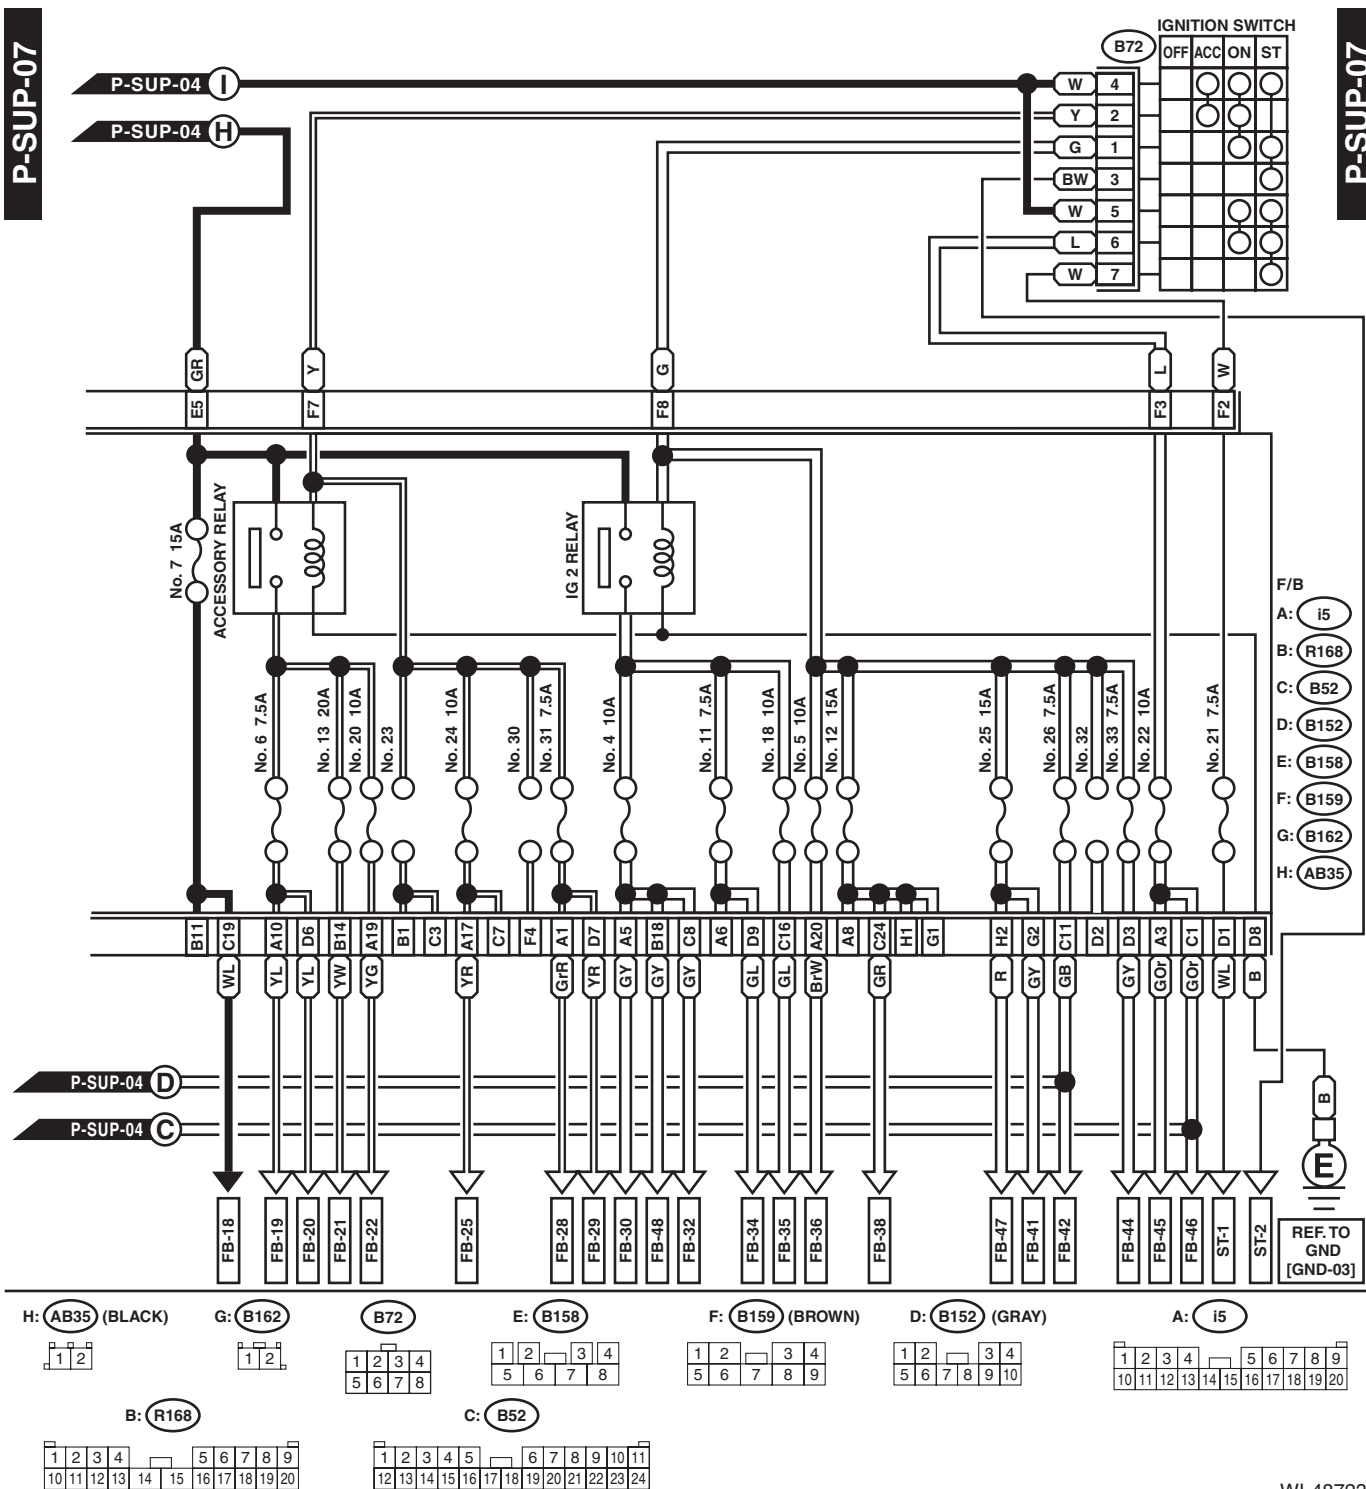 P-SUP-07
P-SUP-07
IGNITION SWITCH
B72
OFF ACC ON ST
P-SUP-04 I
P-SUP-04 H
W 4
Y 2
G 1
BW 3
W 5
L 6
W 7
GR Y G L W
E5 F7 F8 F3 F2
No. 7 15A
ACCESSORY RELAY
IG 2 RELAY
F/B
A: i5
B: R168
C: B52
D: B152
E: B158
F: B159
G: B162
H: AB35
No. 6 7.5A
No. 13 20A
No. 20 10A
No. 23
No. 24 10A
No. 30
No. 31 7.5A
No. 4 10A
No. 11 7.5A
No. 18 10A
No. 5 10A
No. 12 15A
No. 25 15A
No. 26 7.5A
No. 32
No. 33 7.5A
No. 22 10A
No. 21 7.5A
B11 C19 A10 D6 B14 A19 B1 C3 A17 C7 F4 A1 D7 A5 B18 C8 A6 D9 C16 A20 A8 C24 H1 G1 H2 G2 C11 D2 D3 A3 C1 D1 D8
WL YL YL YW YG YR GrR YR GY GY GY GL GL BrW GR R GY GB GY GOr GOr WL B
P-SUP-04 D
B
P-SUP-04 C
E
FB-18 FB-19 FB-20 FB-21 FB-22 FB-25 FB-28 FB-29 FB-30 FB-48 FB-32 FB-34 FB-35 FB-36 FB-38 FB-47 FB-41 FB-42 FB-44 FB-45 FB-46 ST-1 ST-2
REF. TO
GND
[GND-03]
H: AB35 (BLACK)
1 2
G: B162
1 2
B72
1 2 3 4
5 6 7 8
E: B158
1 2 3 4
5 6 7 8
F: B159 (BROWN)
1 2 3 4
5 6 7 8 9
D: B152 (GRAY)
1 2 3 4
5 6 7 8 9 10
A: i5
1 2 3 4 5 6 7 8 9
10 11 12 13 14 15 16 17 18 19 20
B: R168
1 2 3 4 5 6 7 8 9
10 11 12 13 14 15 16 17 18 19 20
C: B52
1 2 3 4 5 6 7 8 9 10 11
12 13 14 15 16 17 18 19 20 21 22 23 24